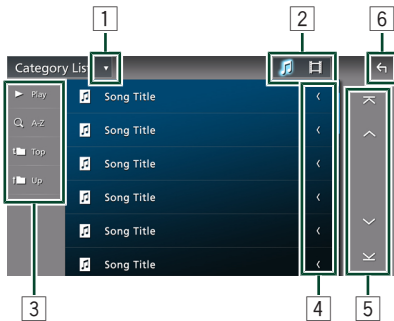 1
2
6
Category List
Play
A-Z
Top
Up
Song Title
Song Title
Song Title
Song Title
Song Title
Song Title
3
4
5